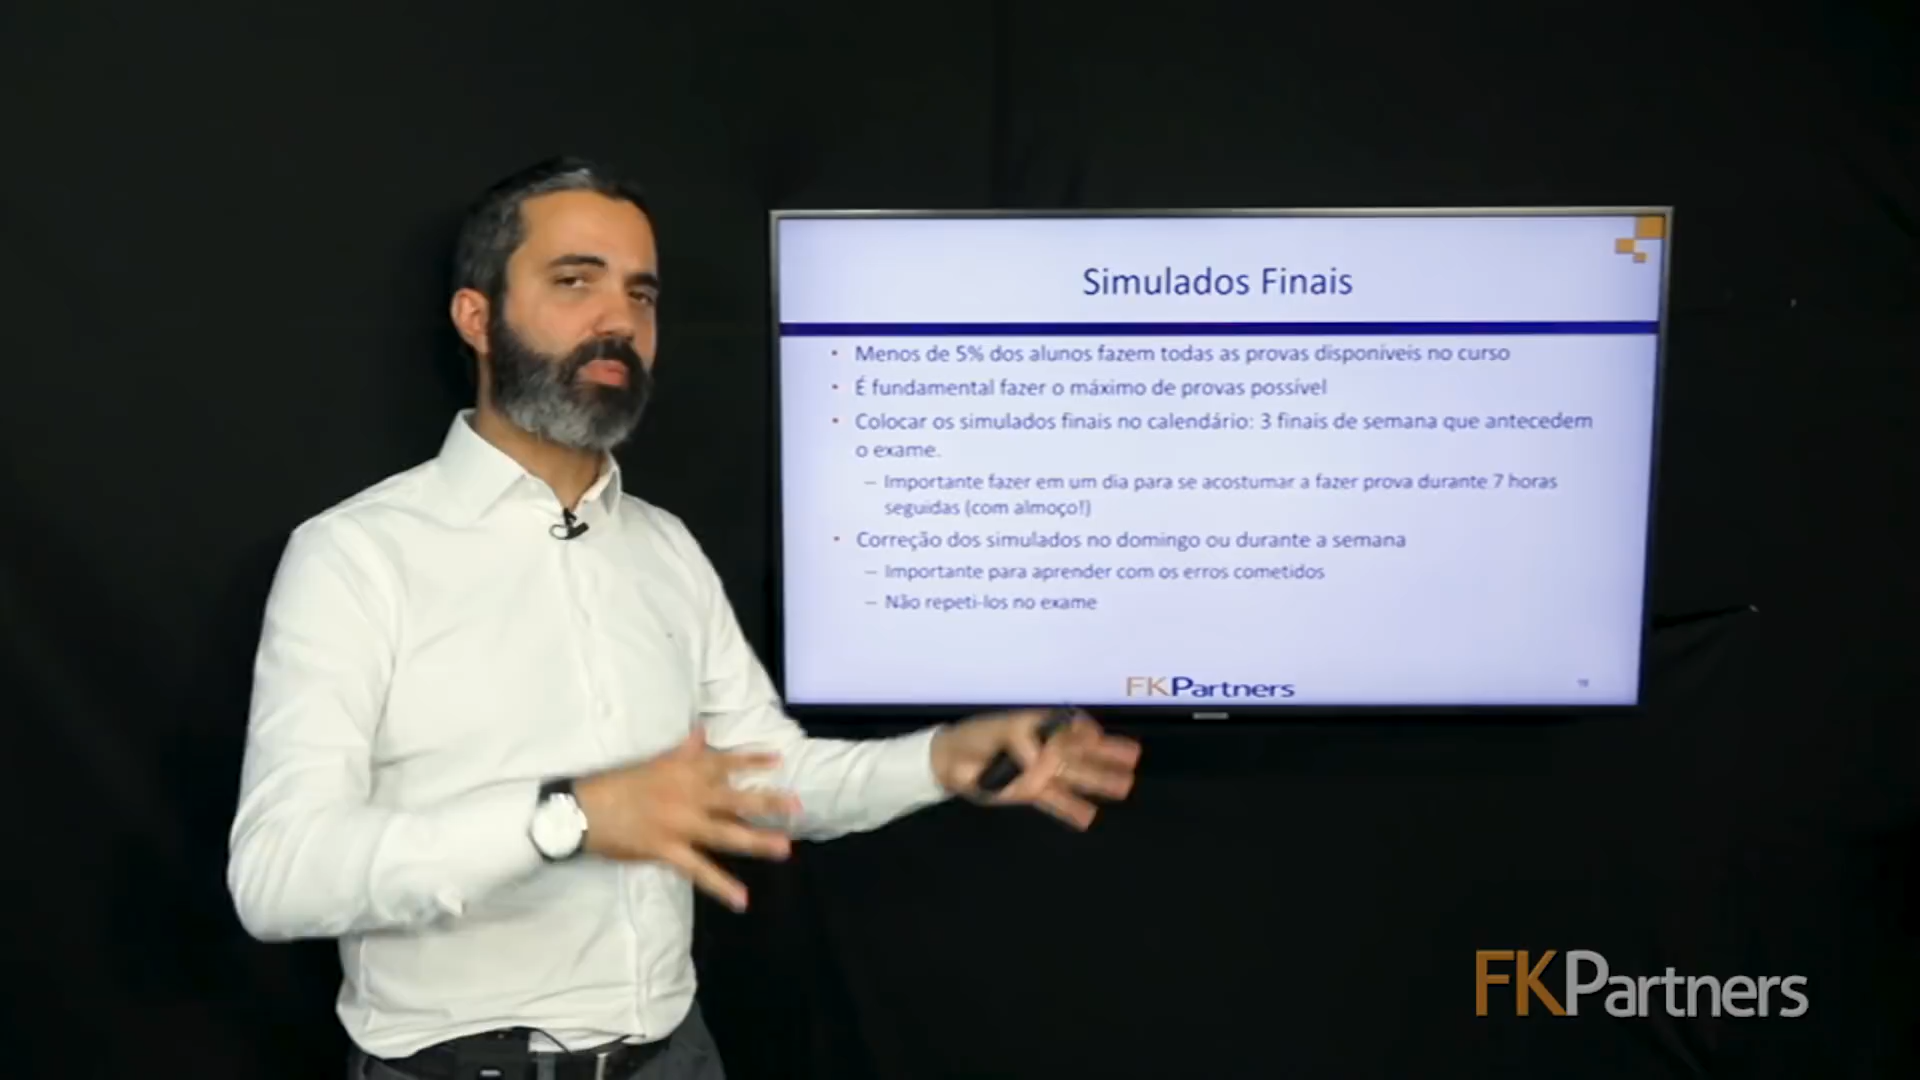 Simulados Finais
• Menos de 5% dos alunos fazem todas as provas disponíveis no curso
• É fundamental fazer o máximo de provas possível
• Colocar os simulados finais no calendário: 3 finais de semana que antecedem
o exame.
– Importante fazer em um dia para se acostumar a fazer prova durante 7 horas
seguidas (com almoço!)
• Correção dos simulados no domingo ou durante a semana
– Importante para aprender com os erros cometidos
– Não repeti-los no exame
FKPartners
FKPartners